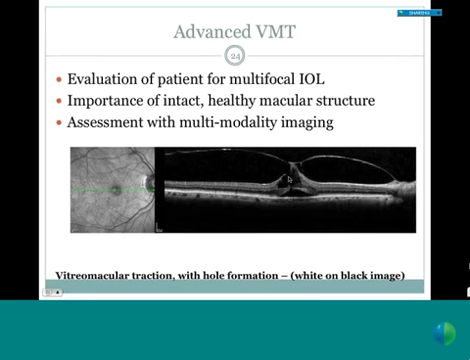 SHARING
Advanced VMT
24
• Evaluation of patient for multifocal IOL
• Importance of intact, healthy macular structure
• Assessment with multi-modality imaging
Vitreomacular traction, with hole formation – (white on black image)